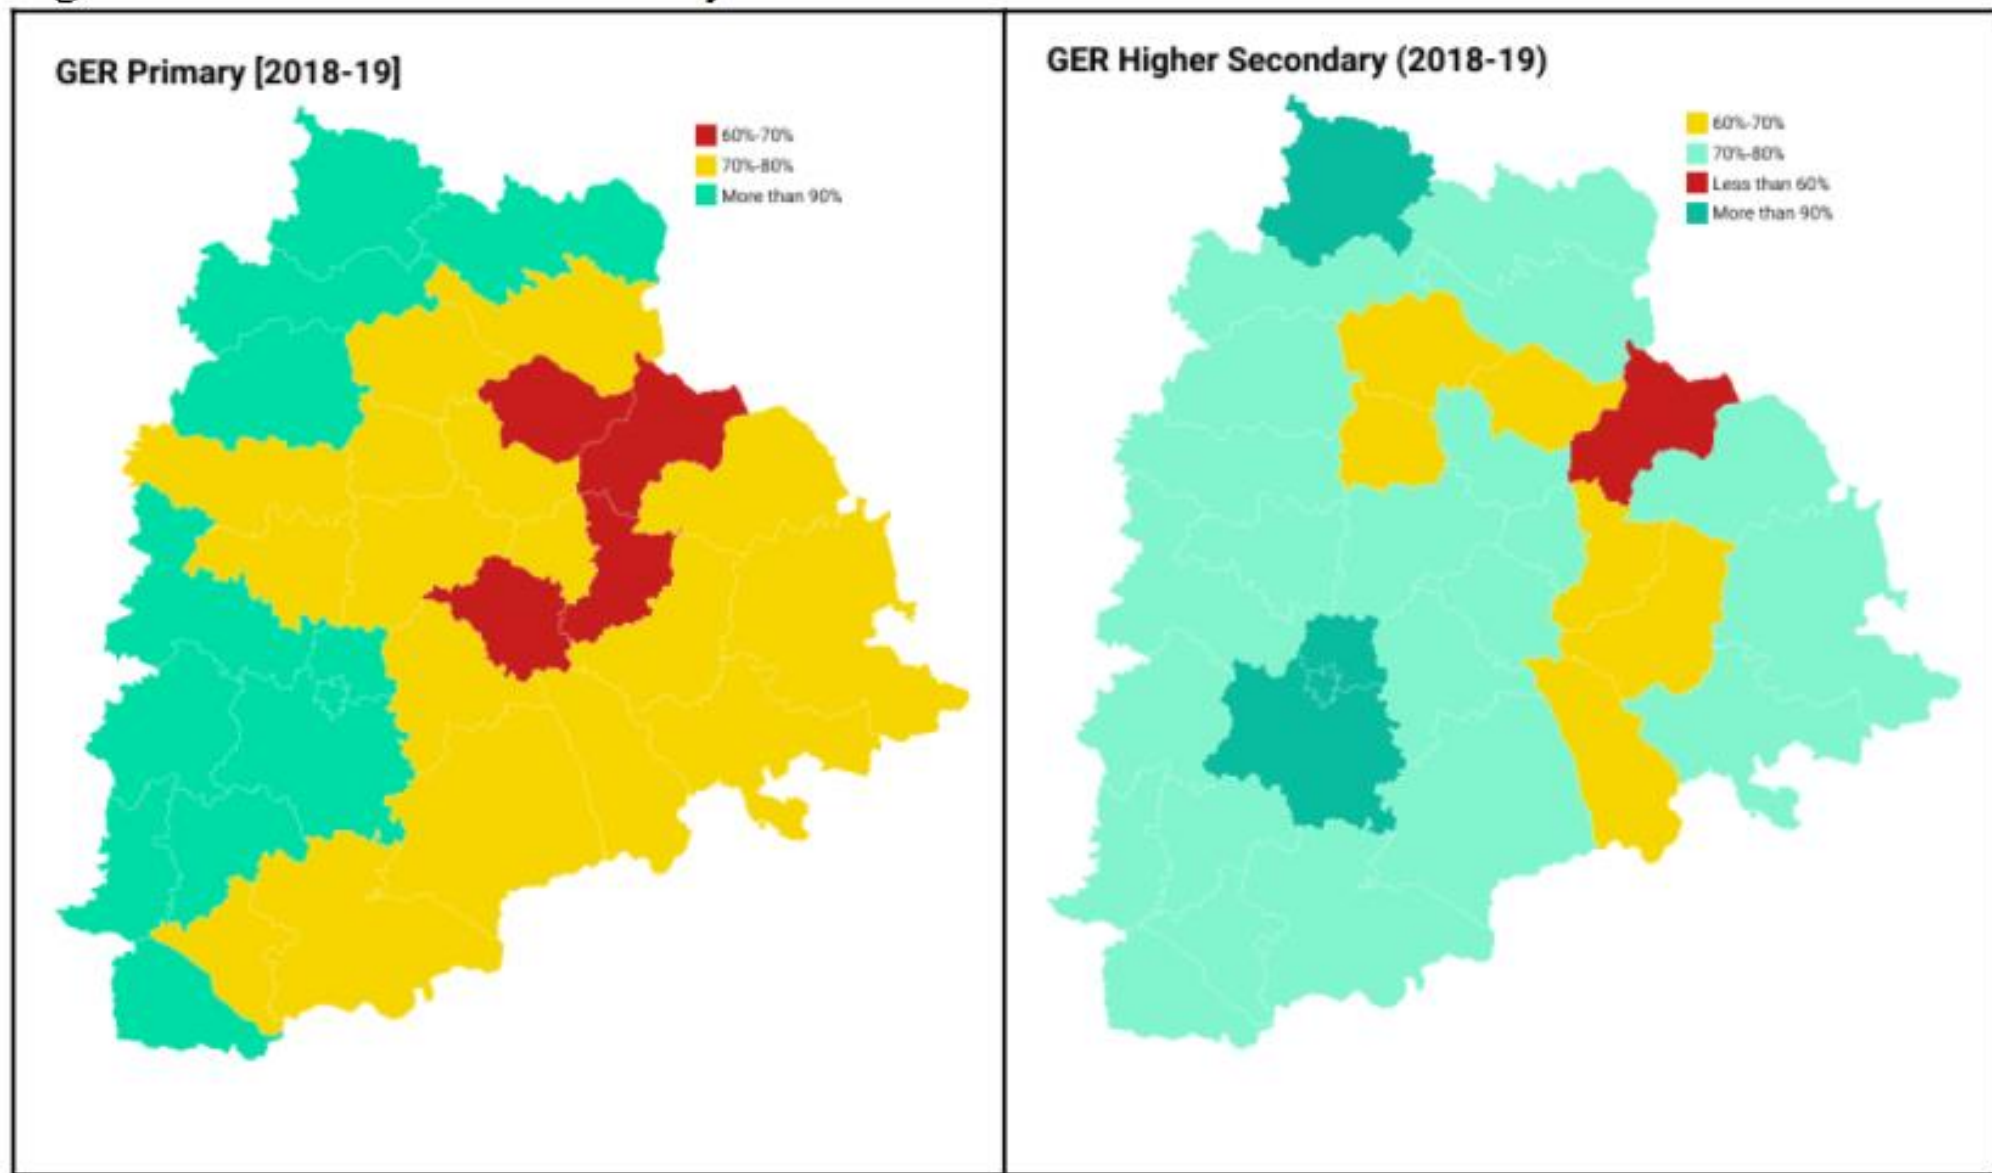 GER Primary [2018-19]
60%-70%
70%-80%
More than 90%
GER Higher Secondary (2018-19)
60%-70%
70%-80%
Less than 60%
More than 90%